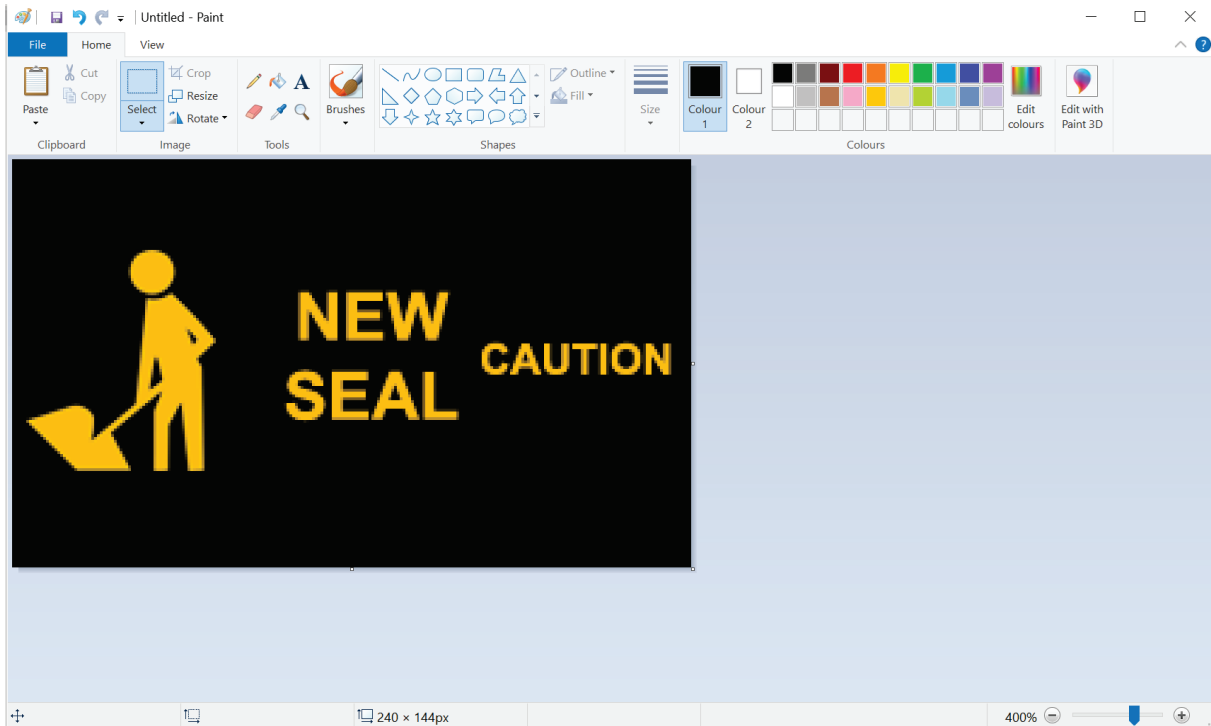 Untitled - Paint
File
Home
View
Paste
Cut
Copy
Clipboard
Select
Crop
Resize
Rotate
Image
Tools
Brushes
Shapes
Outline
Fill
Size
Colour
1
Colour
2
Edit
colours
Colours
Edit with
Paint 3D
NEW
SEAL
CAUTION
240 × 144px
400%